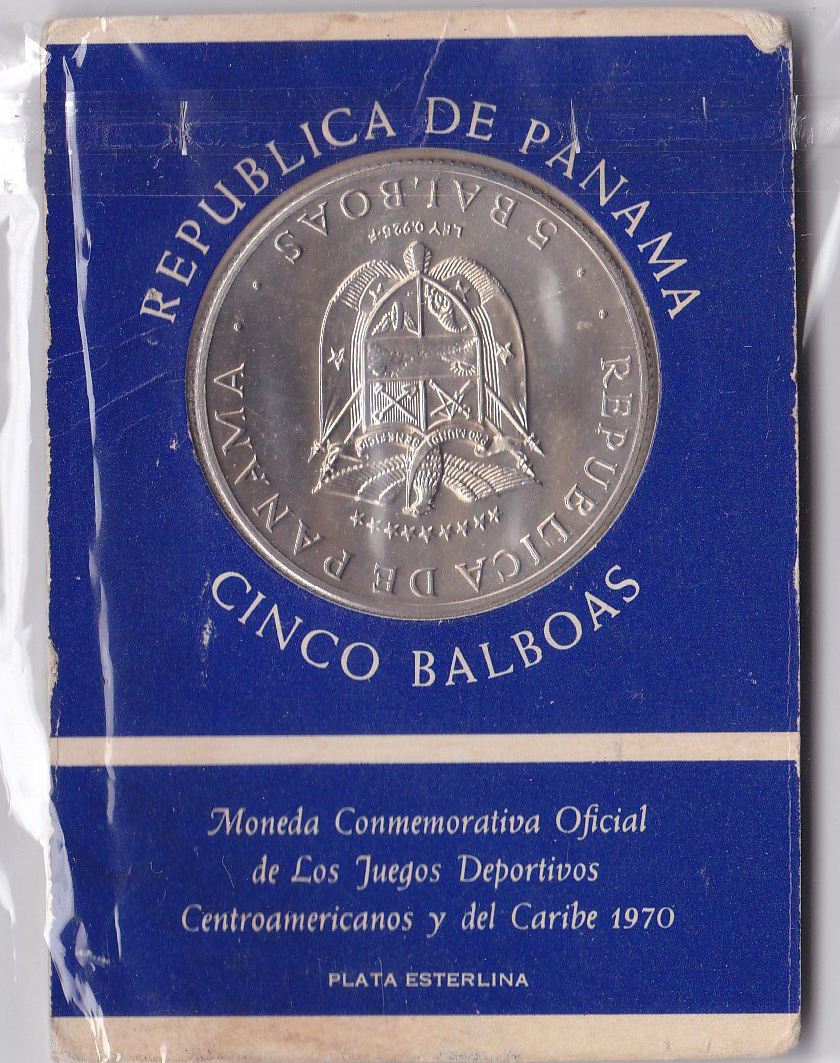 REPUBLICA DE PANAMA
5 BALBOAS
LEY 0.925-F
REPUBLICA DE PANAMA
CINCO BALBOAS
Moneda Conmemorativa Oficial
de Los Juegos Deportivos
Centroamericanos y del Caribe 1970
PLATA ESTERLINA